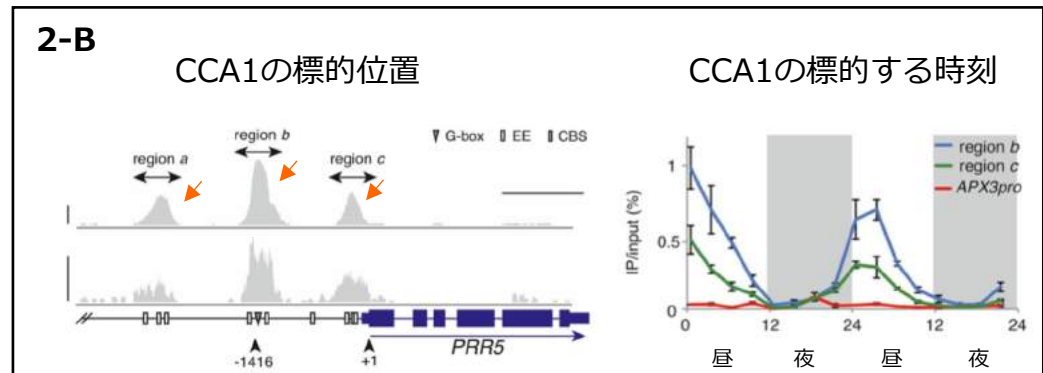 2-B
CCA1の標的位置
CCA1の標的する時刻
region b
G-box EE CBS
region a
region c
-1416
+1
PRR5
region b
region c
APX3pro
IP/input (%)
1
0.5
0
0 12 24 12 24
昼 夜 昼 夜